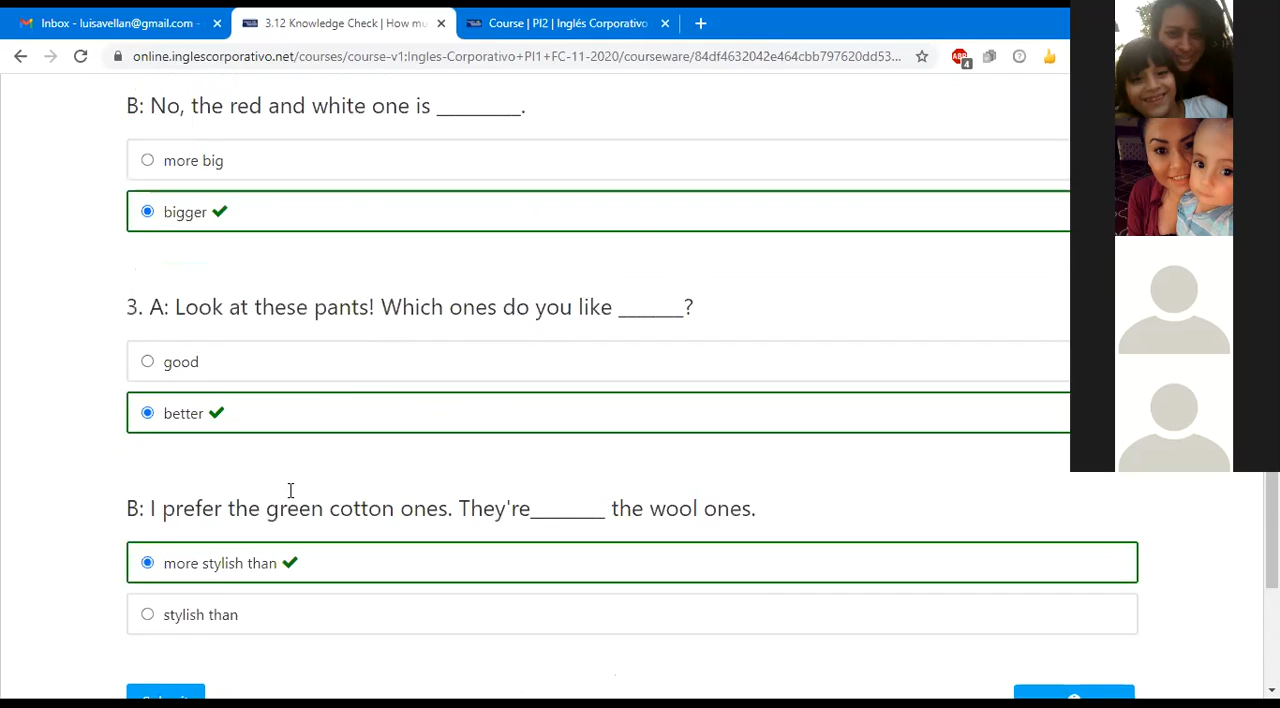 Inbox - luisavellan@gmail.com -
3.12 Knowledge Check | How mu
Course | PI2 | Inglés Corporativo
online.inglescorporativo.net/courses/course-v1:Ingles-Corporativo+PI1+FC-11-2020/courseware/84df4632042e464cbb797620dd53...
4
B: No, the red and white one is ________.
more big
bigger
3. A: Look at these pants! Which ones do you like ______?
good
better
B: I prefer the green cotton ones. They're_______ the wool ones.
more stylish than
stylish than